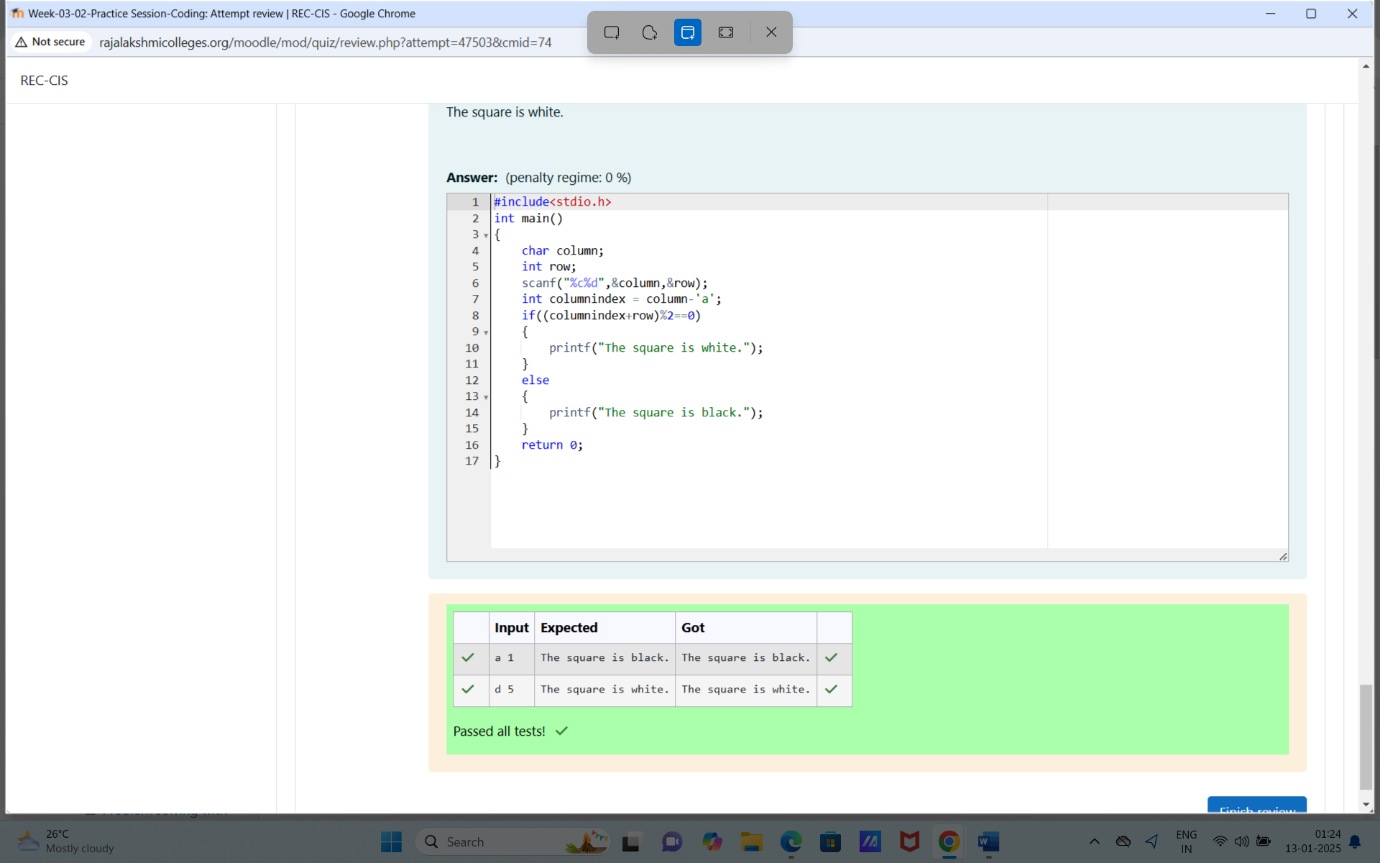 Week-03-02-Practice Session-Coding: Attempt review | REC-CIS - Google Chrome
Not secure rajalakshmicolleges.org/moodle/mod/quiz/review.php?attempt=47503&cmid=74
REC-CIS
The square is white.
Answer: (penalty regime: 0 %)
1 #include<stdio.h>
2 int main()
3 {
4 char column;
5 int row;
6 scanf("%c%d",&column,&row);
7 int columnindex = column-'a';
8 if((columnindex+row)%2==0)
9 {
10 printf("The square is white.");
11 }
12 else
13 {
14 printf("The square is black.");
15 }
16 return 0;
17 }
Input Expected Got
a 1 The square is black. The square is black.
d 5 The square is white. The square is white.
Passed all tests!
Finish review
26°C
Mostly cloudy
Search
ENG
IN
01:24
13-01-2025